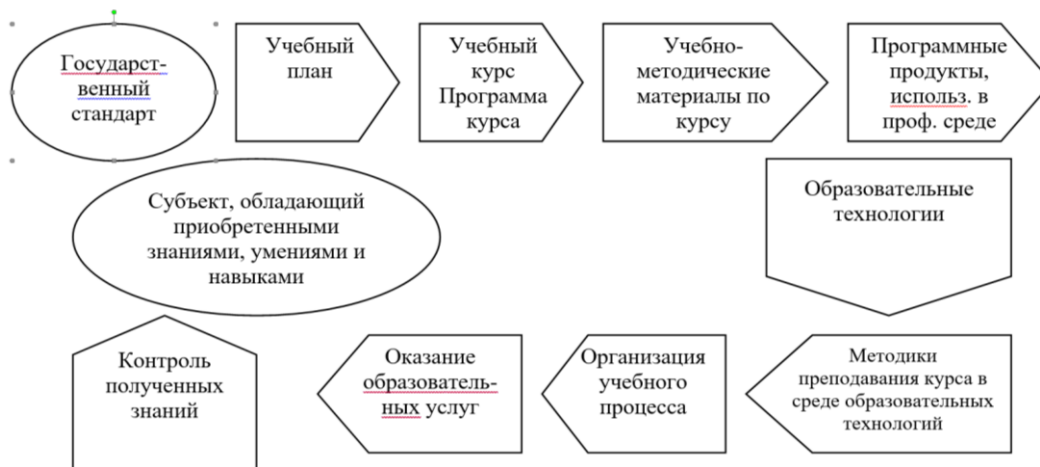 Государст-
венный
стандарт
Учебный
план
Учебный
курс
Программа
курса
Учебно-
методические
материалы по
курсу
Программные
продукты,
использ. в
проф. среде
Образовательные
технологии
Методики
преподавания курса в
среде образовательных
технологий
Организация
учебного
процесса
Оказание
образователь-
ных услуг
Контроль
полученных
знаний
Субъект, обладающий
приобретенными
знаниями, умениями и
навыками